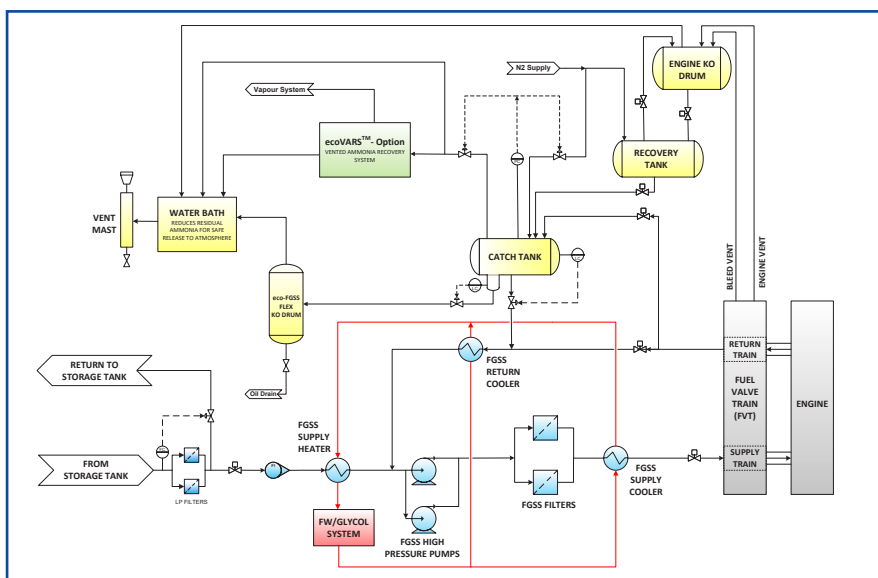 ENGINE KO
DRUM
N2 Supply
Vapour System
ecoVARS™- Option
VENTED AMMONIA RECOVERY
SYSTEM
RECOVERY
TANK
VENT
MAST
WATER BATH
REDUCES RESIDUAL
AMMONIA FOR SAFE
RELEASE TO ATMOSPHERE
CATCH TANK
BLEED VENT
ENGINE VENT
eco-FGSS
FLEX
KO DRUM
RETURN TO
STORAGE TANK
Oil Drain
FGSS
RETURN
COOLER
RETURN
TRAIN
FUEL
VALVE
TRAIN
(FVT)
ENGINE
FGSS
SUPPLY
HEATER
FROM
STORAGE TANK
LP FILTERS
FW/GLYCOL
SYSTEM
FGSS HIGH
PRESSURE PUMPS
FGSS FILTERS
FGSS
SUPPLY
COOLER
SUPPLY
TRAIN